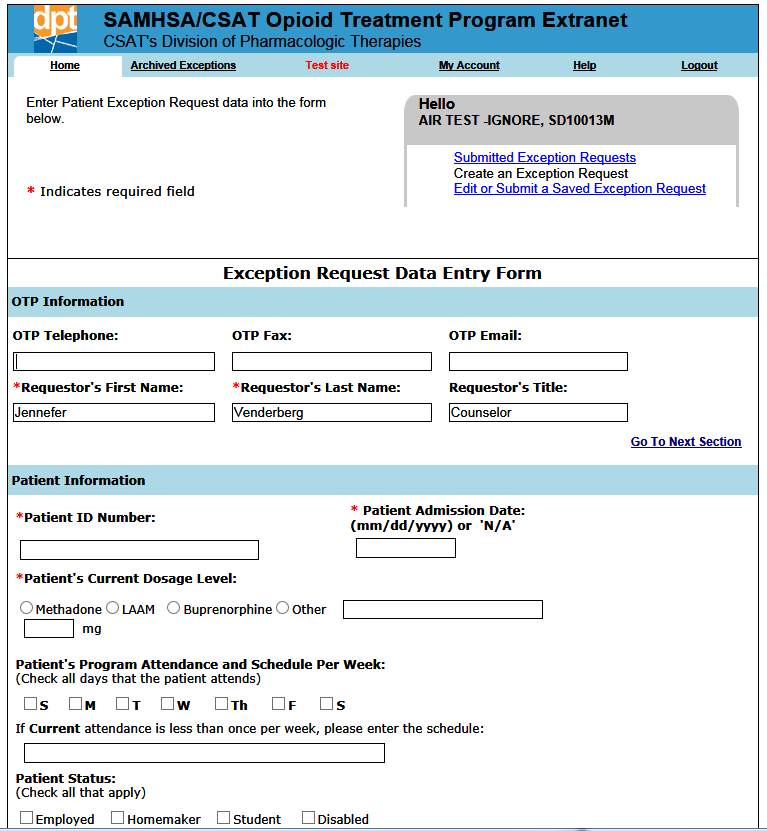 dpt
SAMHSA/CSAT Opioid Treatment Program Extranet
CSAT's Division of Pharmacologic Therapies
Home Archived Exceptions Test site My Account Help Logout
Enter Patient Exception Request data into the form
below.
Hello
AIR TEST -IGNORE, SD10013M
Submitted Exception Requests
Create an Exception Request
Edit or Submit a Saved Exception Request
* Indicates required field
Exception Request Data Entry Form
OTP Information
OTP Telephone: OTP Fax: OTP Email:
*Requestor's First Name: *Requestor's Last Name: Requestor's Title:
Jennefer Venderberg Counselor
Go To Next Section
Patient Information
*Patient ID Number:
* Patient Admission Date:
(mm/dd/yyyy) or 'N/A'
*Patient's Current Dosage Level:
Methadone LAAM Buprenorphine Other
mg
Patient's Program Attendance and Schedule Per Week:
(Check all days that the patient attends)
S M T W Th F S
If Current attendance is less than once per week, please enter the schedule:
Patient Status:
(Check all that apply)
Employed Homemaker Student Disabled